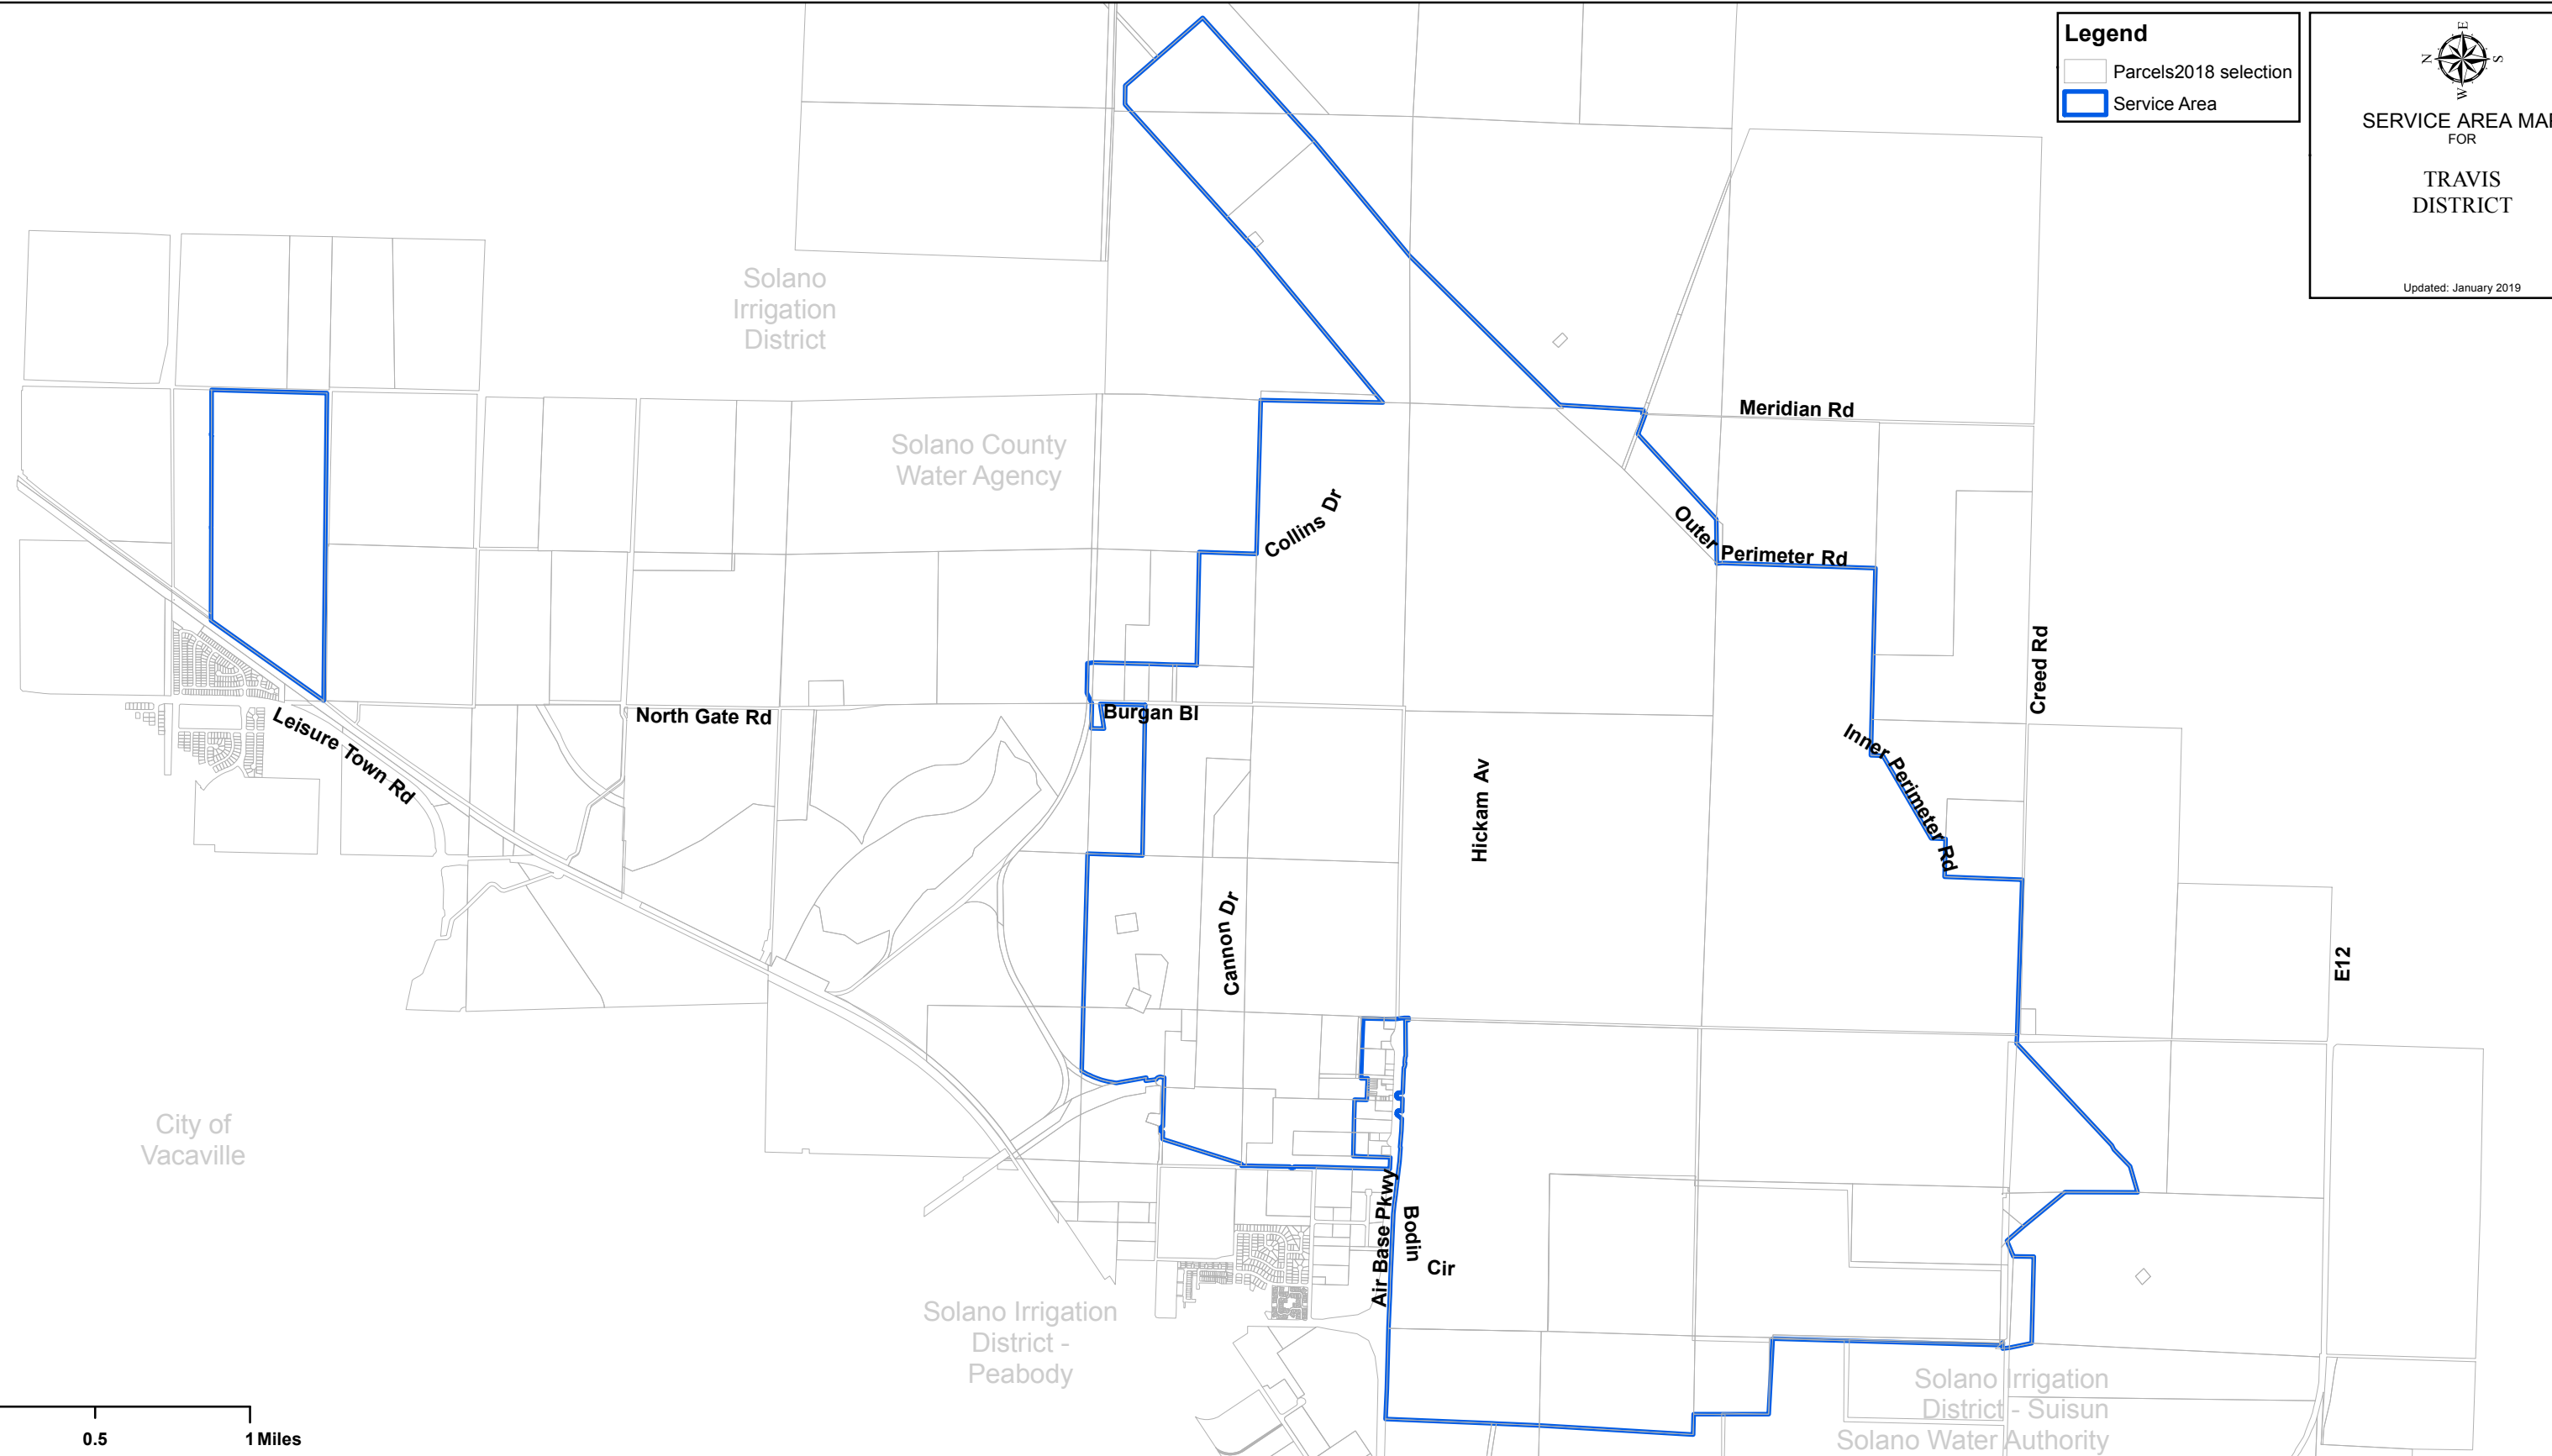 Legend
Parcels2018 selection
Service Area
E
N
S
W
SERVICE AREA MAP
FOR
TRAVIS
DISTRICT
Updated: January 2019
Solano
Irrigation
District
Solano County
Water Agency
Meridian Rd
Collins Dr
Outer Perimeter Rd
Creed Rd
Leisure Town Rd
North Gate Rd
Burgan Bl
Inner Perimeter Rd
Hickam Av
Cannon Dr
E12
City of
Vacaville
Air Base Pkwy
Bodin Cir
Solano Irrigation
District -
Peabody
Solano Irrigation
District - Suisun
Solano Water Authority
0.5
1 Miles